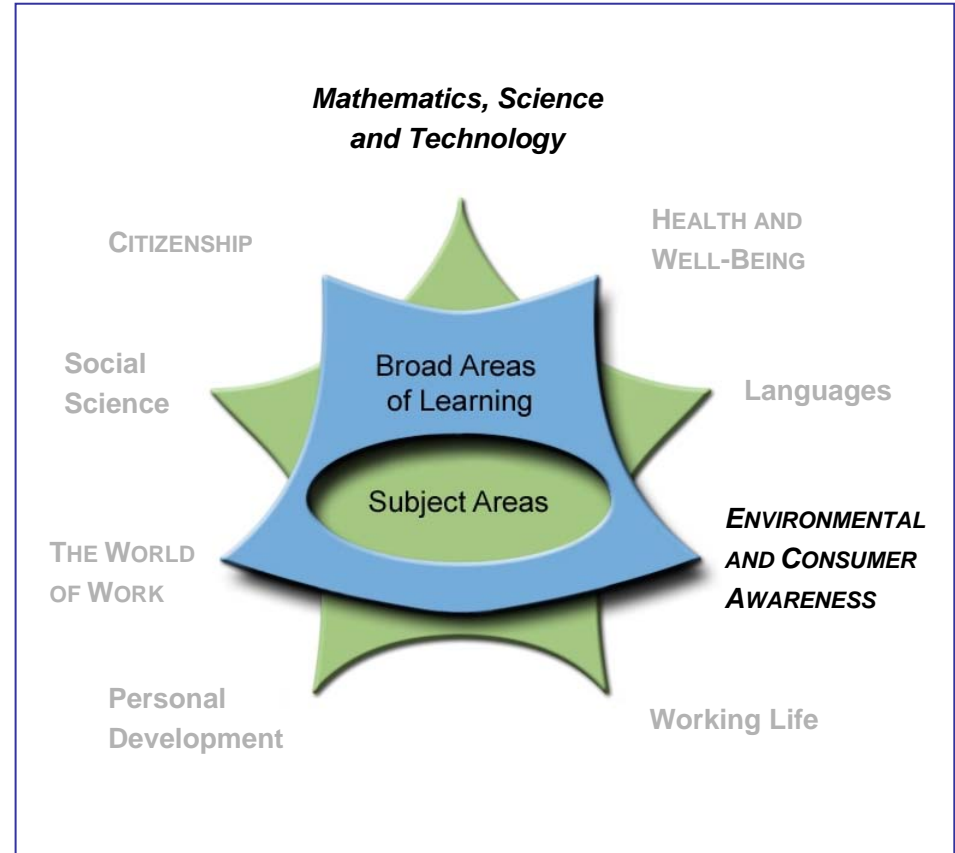 Mathematics, Science
and Technology
CITIZENSHIP
HEALTH AND
WELL-BEING
Broad Areas
of Learning
Social
Science
Languages
Subject Areas
ENVIRONMENTAL
AND CONSUMER
AWARENESS
THE WORLD
OF WORK
Personal
Development
Working Life